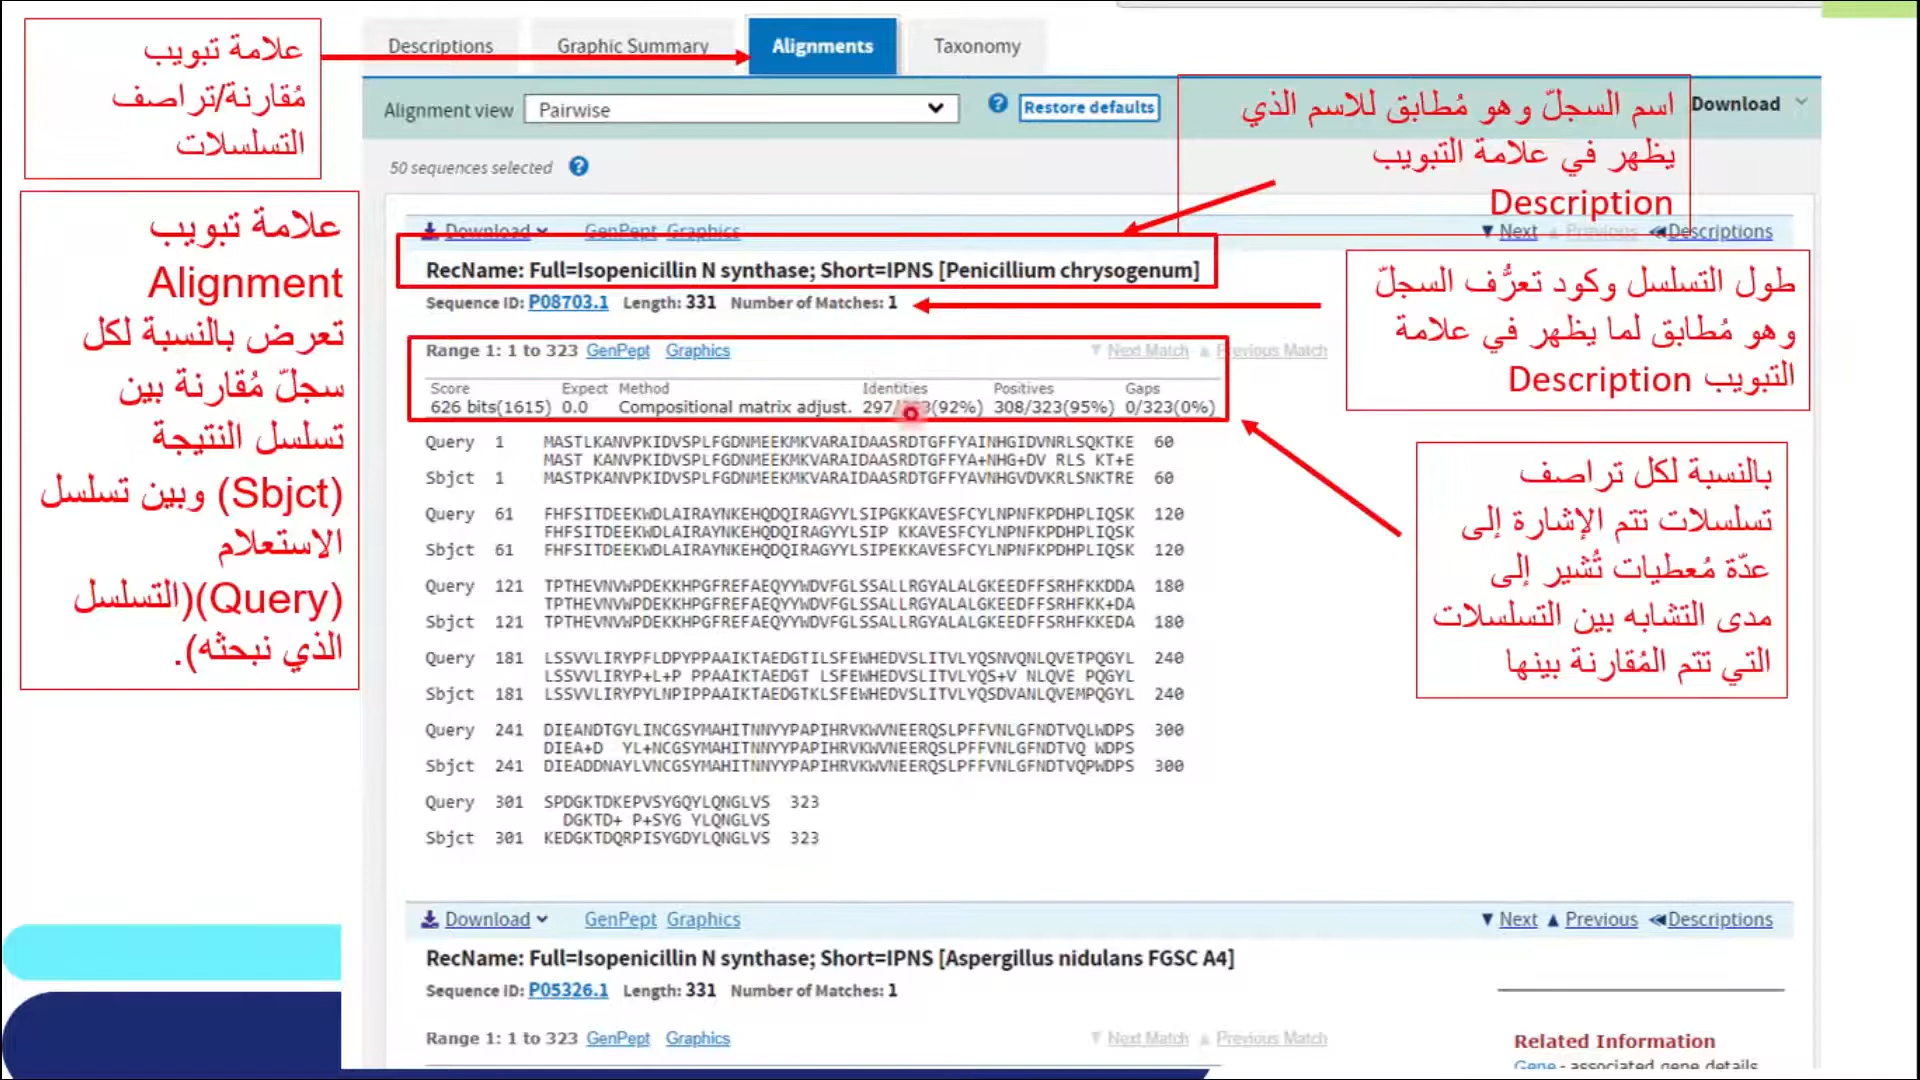 علامة تبويب
مُقارنة/تراصف
التسلسلات
Descriptions
Graphic Summary
Alignments
Taxonomy
Alignment view
Pairwise
Restore defaults
Download
اسم السجلّ وهو مُطابق للاسم الذي
يظهر في علامة التبويب
Description
50 sequences selected
علامة تبويب
Alignment
تعرض بالنسبة لكل
سجلّ مُقارنة بين
تسلسل النتيجة
(Sbjct) وبين تسلسل
الاستعلام
(Query)(التسلسل
الذي نبحثه).
Download GenPept Graphics
Next Previous Descriptions
RecName: Full=Isopenicillin N synthase; Short=IPNS [Penicillium chrysogenum]
Sequence ID: P08703.1 Length: 331 Number of Matches: 1
طول التسلسل وكود تعرُّف السجلّ
وهو مُطابق لما يظهر في علامة
التبويب Description
Range 1: 1 to 323 GenPept Graphics
Next Match Previous Match
Score Expect Method Identities Positives Gaps
626 bits(1615) 0.0 Compositional matrix adjust. 297/323(92%) 308/323(95%) 0/323(0%)
بالنسبة لكل تراصف
تسلسلات تتم الإشارة إلى
عدّة مُعطيات تُشير إلى
مدى التشابه بين التسلسلات
التي تتم المُقارنة بينها
Query 1 MASTLKANVPKIDVSPLFGDNMEEKMKVARAIDAASRDTGFFYAINHGIDVNRLSQKTKE 60
MAST KANVPKIDVSPLFGDNMEEKMKVARAIDAASRDTGFFYA+NHG+DV RLS KT+E
Sbjct 1 MASTPKANVPKIDVSPLFGDNMEEKMKVARAIDAASRDTGFFYAVNHGVDVKRLSNKTRE 60
Query 61 FHFSITDEEKWDLAIRAYNKEHQDQIRAGYYLSIPGKKAVESFCYLNPNFKPDHPLIQSK 120
FHFSITDEEKWDLAIRAYNKEHQDQIRAGYYLSIP KKAVESFCYLNPNFKPDHPLIQSK
Sbjct 61 FHFSITDEEKWDLAIRAYNKEHQDQIRAGYYLSIPEKKAVESFCYLNPNFKPDHPLIQSK 120
Query 121 TPTHEVNVWPDEKKHPGFREFAEQYYWDVFGLSSALLRGYALALGKEEDFFSRHFKKDDA 180
TPTHEVNVWPDEKKHPGFREFAEQYYWDVFGLSSALLRGYALALGKEEDFFSRHFKK+DA
Sbjct 121 TPTHEVNVWPDEKKHPGFREFAEQYYWDVFGLSSALLRGYALALGKEEDFFSRHFKKEDA 180
Query 181 LSSVVLIRYPFLDPYPPAAIKTAEDGTILSFEWHEDVSLITVLYQSNVQNLQVETPQGYL 240
LSSVVLIRYP+L+P PPAAIKTAEDGT LSFEWHEDVSLITVLYQS+V NLQVE PQGYL
Sbjct 181 LSSVVLIRYPYLNPIPPAAIKTAEDGTKLSFEWHEDVSLITVLYQSDVANLQVEMPQGYL 240
Query 241 DIEANDTGYLINCGSYMAHITNNYYPAPIHRVKWVNEERQSLPFFVNLGFNDTVQLWDPS 300
DIEA+D YL+NCGSYMAHITNNYYPAPIHRVKWVNEERQSLPFFVNLGFNDTVQ WDPS
Sbjct 241 DIEADDNAYLVNCGSYMAHITNNYYPAPIHRVKWVNEERQSLPFFVNLGFNDTVQPWDPS 300
Query 301 SPDGKTDKEPVSYGQYLQNGLVS 323
DGKTD+ P+SYG YLQNGLVS
Sbjct 301 KEDGKTDQRPISYGDYLQNGLVS 323
Download GenPept Graphics
Next Previous Descriptions
RecName: Full=Isopenicillin N synthase; Short=IPNS [Aspergillus nidulans FGSC A4]
Sequence ID: P05326.1 Length: 331 Number of Matches: 1
Range 1: 1 to 323 GenPept Graphics
Next Match Previous Match
Related Information
Gene - associated gene details